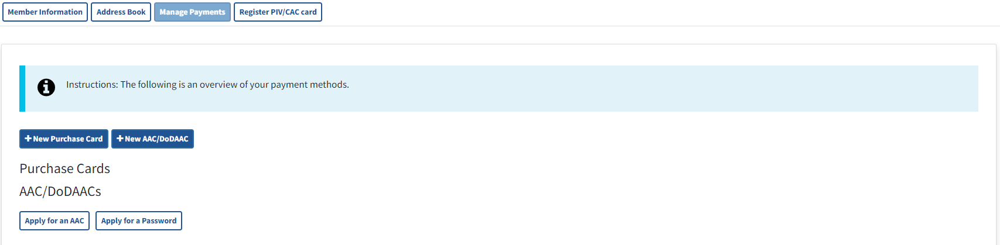 Member Information Address Book Manage Payments Register PIV/CAC card
Instructions: The following is an overview of your payment methods.
New Purchase Card New AAC/DoDAAC
Purchase Cards
AAC/DoDAACs
Apply for an AAC Apply for a Password